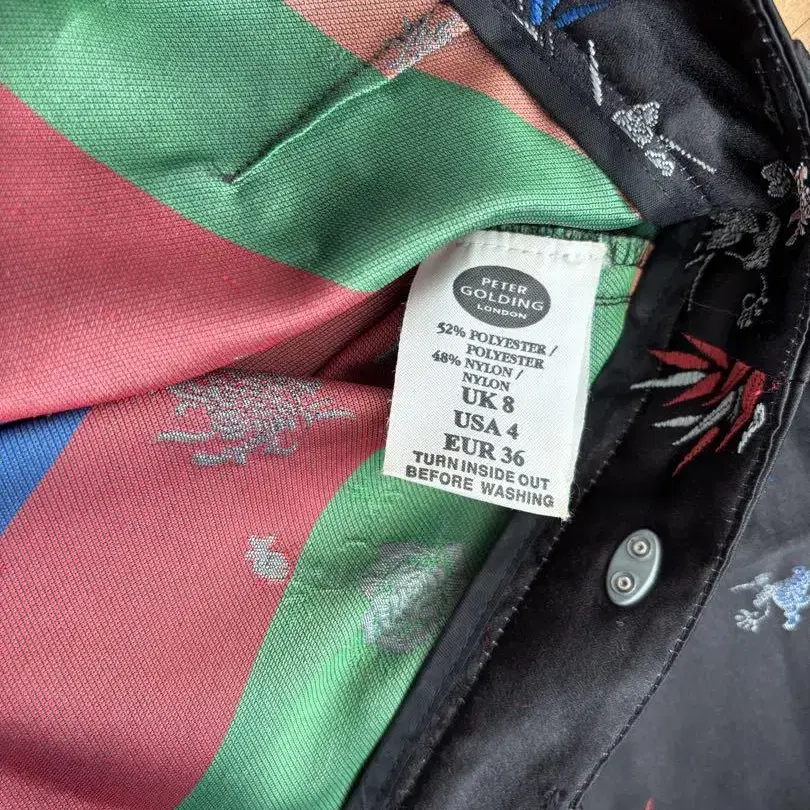 PETER
GOLDING
LONDON
52% POLYESTER /
POLYESTER
48% NYLON /
NYLON
UK 8
USA 4
EUR 36
TURN INSIDE OUT
BEFORE WASHING